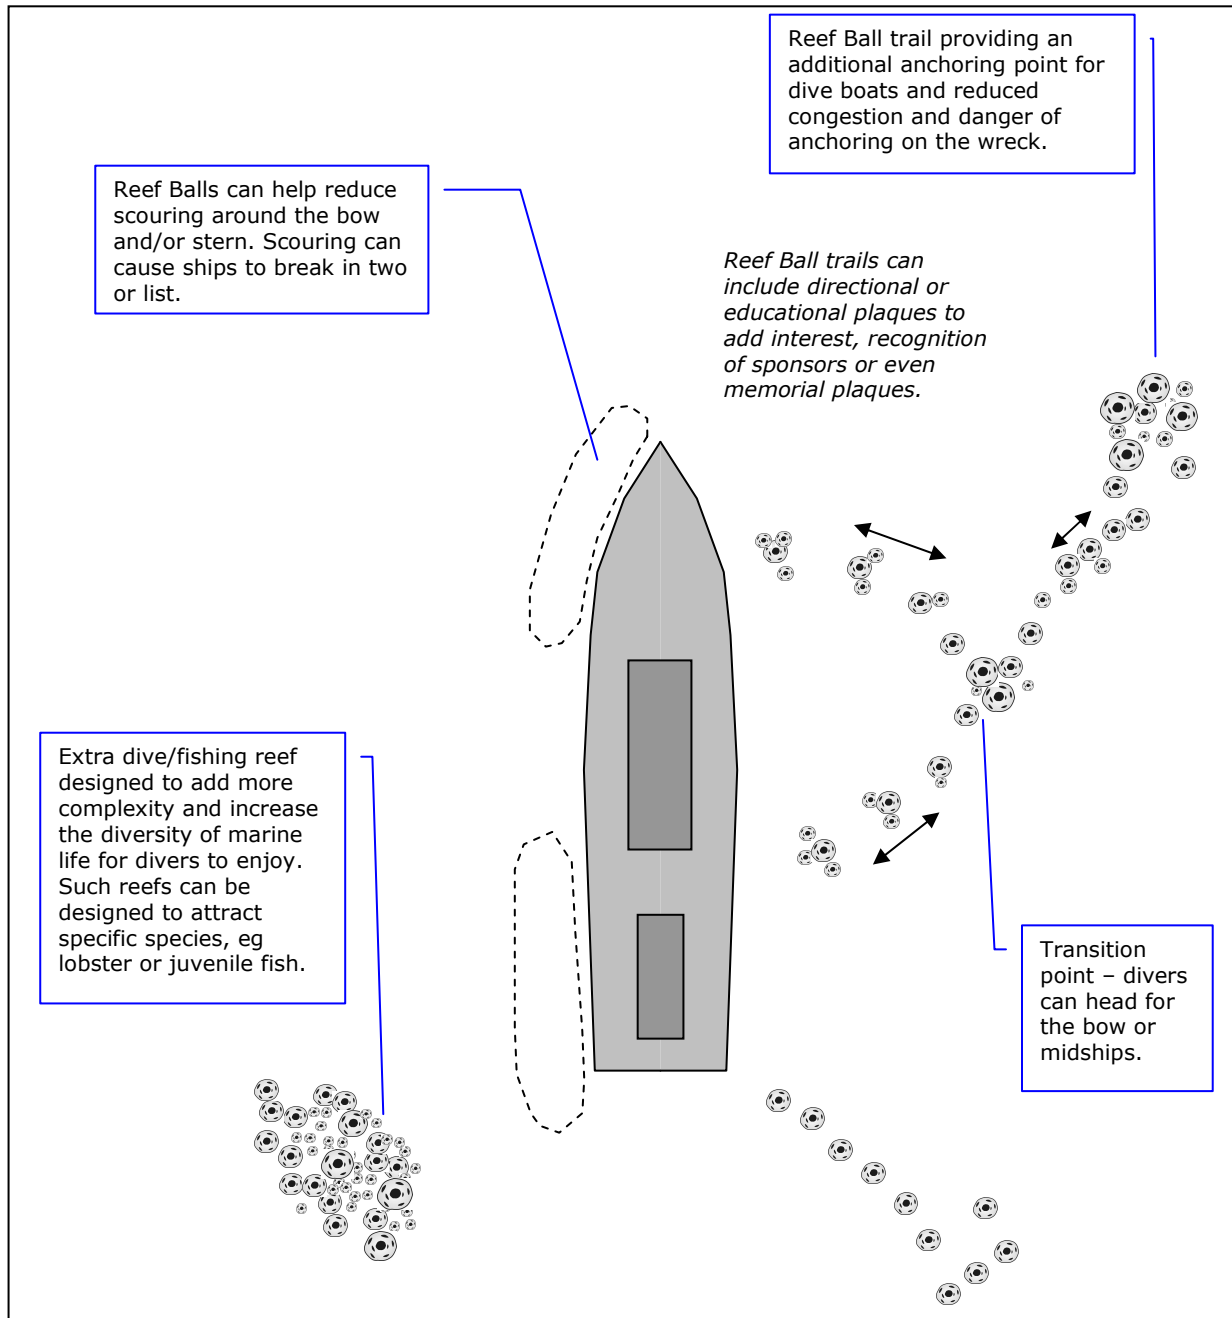 Reef Ball trail providing an
additional anchoring point for
dive boats and reduced
congestion and danger of
anchoring on the wreck.
Reef Balls can help reduce
scouring around the bow
and/or stern. Scouring can
cause ships to break in two
or list.
Reef Ball trails can
include directional or
educational plaques to
add interest, recognition
of sponsors or even
memorial plaques.
Extra dive/fishing reef
designed to add more
complexity and increase
the diversity of marine
life for divers to enjoy.
Such reefs can be
designed to attract
specific species, eg
lobster or juvenile fish.
Transition
point – divers
can head for
the bow or
midships.